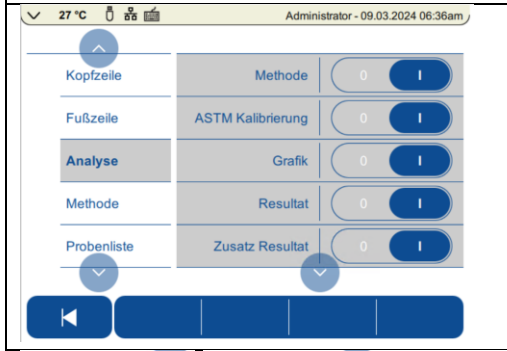 27 °C Administrator - 09.03.2024 06:36am
Kopfzeile Methode 0 I
Fußzeile ASTM Kalibrierung 0 I
Analyse Grafik 0 I
Methode Resultat 0 I
Probenliste Zusatz Resultat 0 I